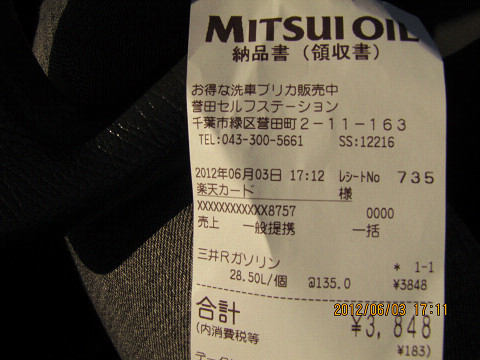 MITSUI OIL
納品書（領収書）
お得な洗車プリカ販売中
誉田セルフステーション
千葉市緑区誉田町２－１１－１６３
TEL:043-300-5661 SS:12216
2012年06月03日 17:12 レシートNo 735
楽天カード 様
XXXXXXXXXXXX8757 0000
売上 一般提携 一括
三井Rガソリン * 1-1
28.50L/個 @135.0 ¥3848
合計 ¥3,848
(内消費税等 ¥183)
2012/06/03 17:11